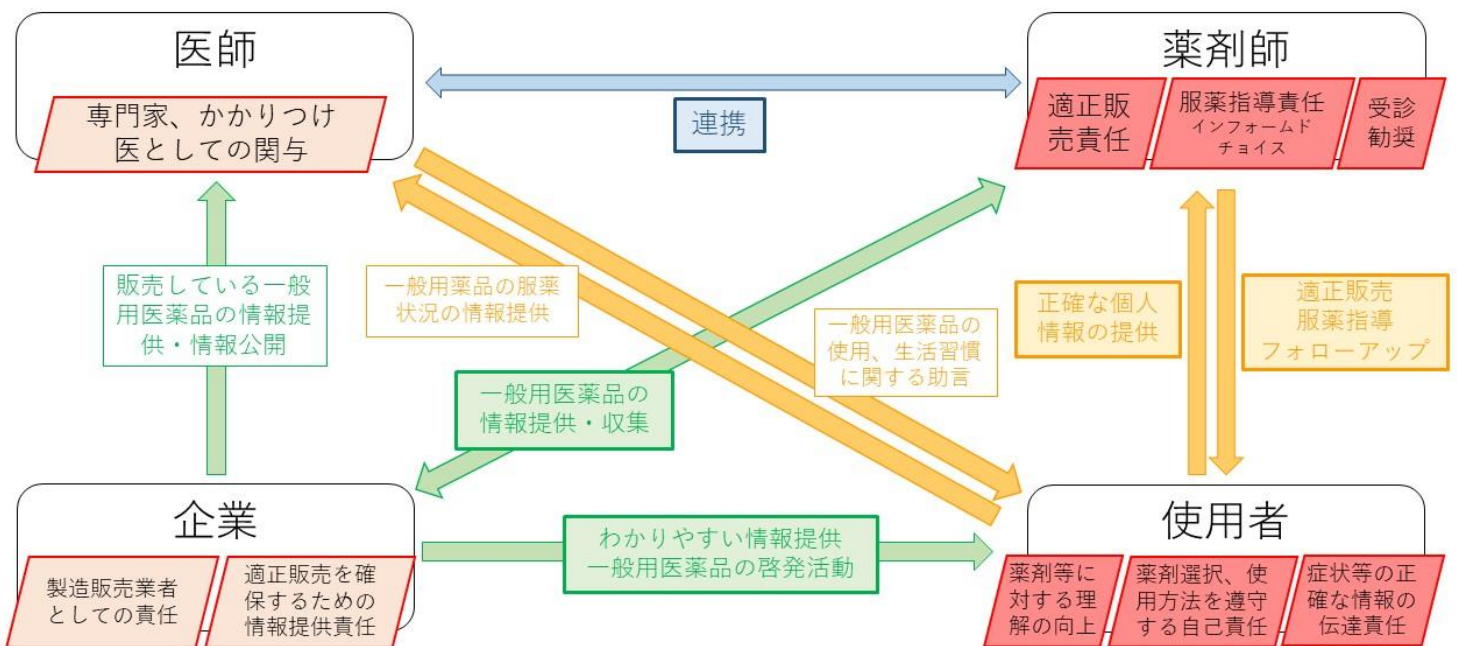 医師
専門家、かかりつけ
医としての関与
連携
薬剤師
適正販
売責任
服薬指導責任
インフォームド
チョイス
受診
勧奨
販売している一般
用医薬品の情報提
供・情報公開
一般用薬品の服薬
状況の情報提供
一般用医薬品の
使用、生活習慣
に関する助言
正確な個人
情報の提供
適正販売
服薬指導
フォローアップ
一般用医薬品の
情報提供・収集
企業
製造販売業者
としての責任
適正販売を確
保するための
情報提供責任
わかりやすい情報提供
一般用医薬品の啓発活動
使用者
薬剤等に
対する理
解の向上
薬剤選択、使
用方法を遵守
する自己責任
症状等の正
確な情報の
伝達責任